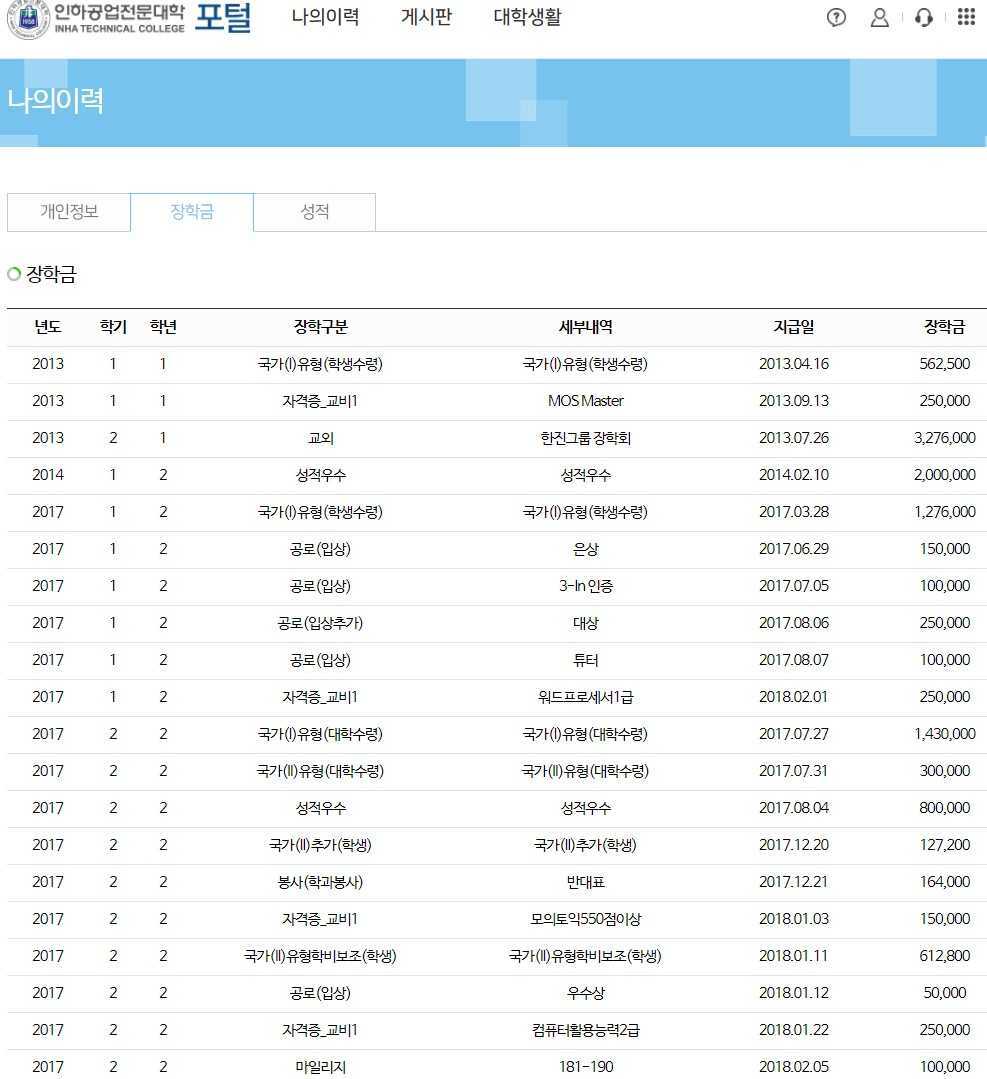 인하공업전문대학 포털 나의이력 게시판 대학생활
INHA TECHNICAL COLLEGE
나의이력
개인정보 장학금 성적
장학금
년도 학기 학년 장학구분 세부내역 지급일 장학금
2013 1 1 국가(I)유형(학생수령) 국가(I)유형(학생수령) 2013.04.16 562,500
2013 1 1 자격증_교비1 MOS Master 2013.09.13 250,000
2013 2 1 교외 한진그룹 장학회 2013.07.26 3,276,000
2014 1 2 성적우수 성적우수 2014.02.10 2,000,000
2017 1 2 국가(I)유형(학생수령) 국가(I)유형(학생수령) 2017.03.28 1,276,000
2017 1 2 공로(입상) 은상 2017.06.29 150,000
2017 1 2 공로(입상) 3-In 인증 2017.07.05 100,000
2017 1 2 공로(입상추가) 대상 2017.08.06 250,000
2017 1 2 공로(입상) 튜터 2017.08.07 100,000
2017 1 2 자격증_교비1 워드프로세서1급 2018.02.01 250,000
2017 2 2 국가(I)유형(대학수령) 국가(I)유형(대학수령) 2017.07.27 1,430,000
2017 2 2 국가(II)유형(대학수령) 국가(II)유형(대학수령) 2017.07.31 300,000
2017 2 2 성적우수 성적우수 2017.08.04 800,000
2017 2 2 국가(II)추가(학생) 국가(II)추가(학생) 2017.12.20 127,200
2017 2 2 봉사(학과봉사) 반대표 2017.12.21 164,000
2017 2 2 자격증_교비1 모의토익550점이상 2018.01.03 150,000
2017 2 2 국가(II)유형학비보조(학생) 국가(II)유형학비보조(학생) 2018.01.11 612,800
2017 2 2 공로(입상) 우수상 2018.01.12 50,000
2017 2 2 자격증_교비1 컴퓨터활용능력2급 2018.01.22 250,000
2017 2 2 마일리지 181-190 2018.02.05 100,000